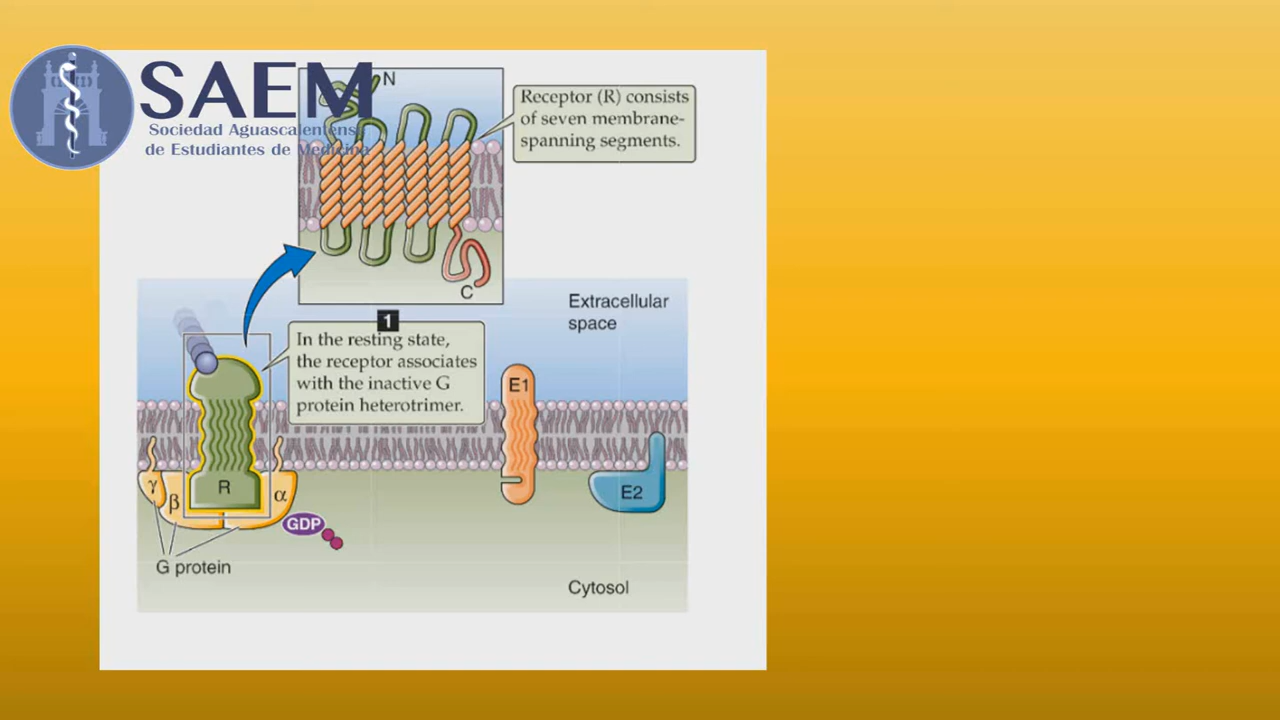 SAEM
Sociedad Aguascalentense
de Estudiantes de Medicina
N
Receptor (R) consists
of seven membrane-
spanning segments.
C
Extracellular
space
1
In the resting state,
the receptor associates
with the inactive G
protein heterotrimer.
E1
γ
β
R
α
E2
GDP
G protein
Cytosol